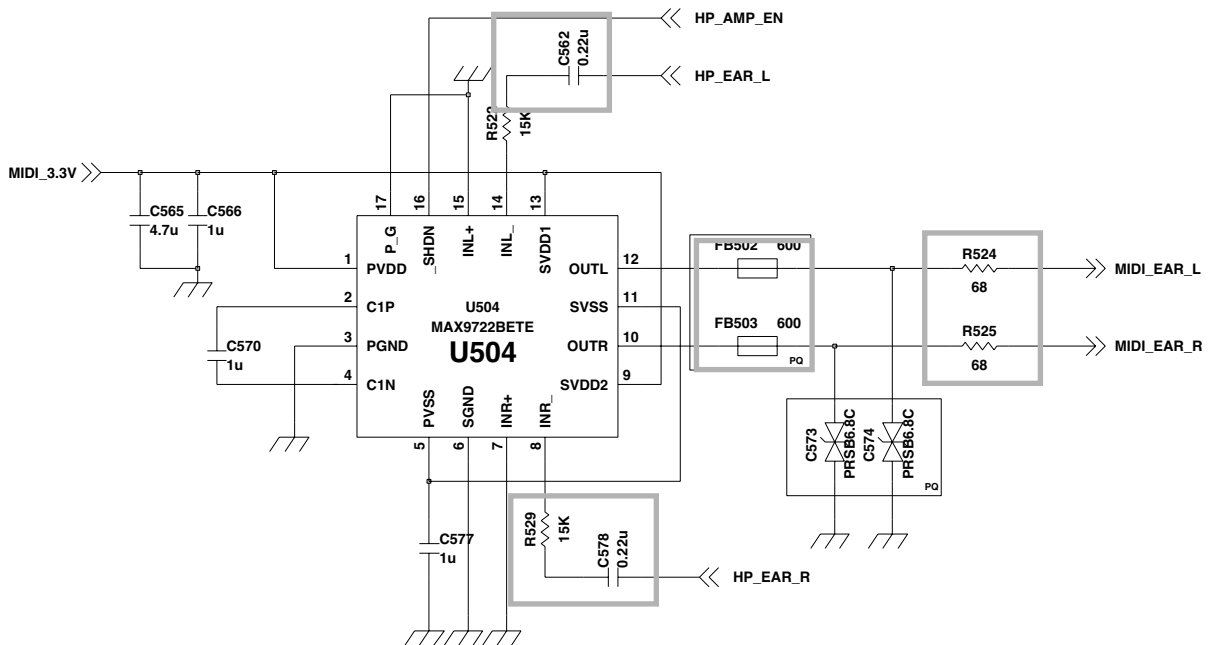 HP_AMP_EN
C562
0.22u
HP_EAR_L
15K
MIDI_3.3V
C565
4.7u
C566
1u
17
16
15
14
13
P_G
_SHDN
INL+
INL_
SVDD1
1
PVDD
2
C1P
3
PGND
4
C1N
C570
1u
U504
MAX9722BETE
U504
OUTL
12
SVSS
11
OUTR
10
SVDD2
9
PVSS
SGND
INR+
INR_
5
6
7
8
FB502
600
FB503
600
PQ
R524
68
R525
68
MIDI_EAR_L
MIDI_EAR_R
C573
PRSB6.8C
C574
PRSB6.8C
PQ
C577
1u
R529
15K
C578
0.22u
HP_EAR_R